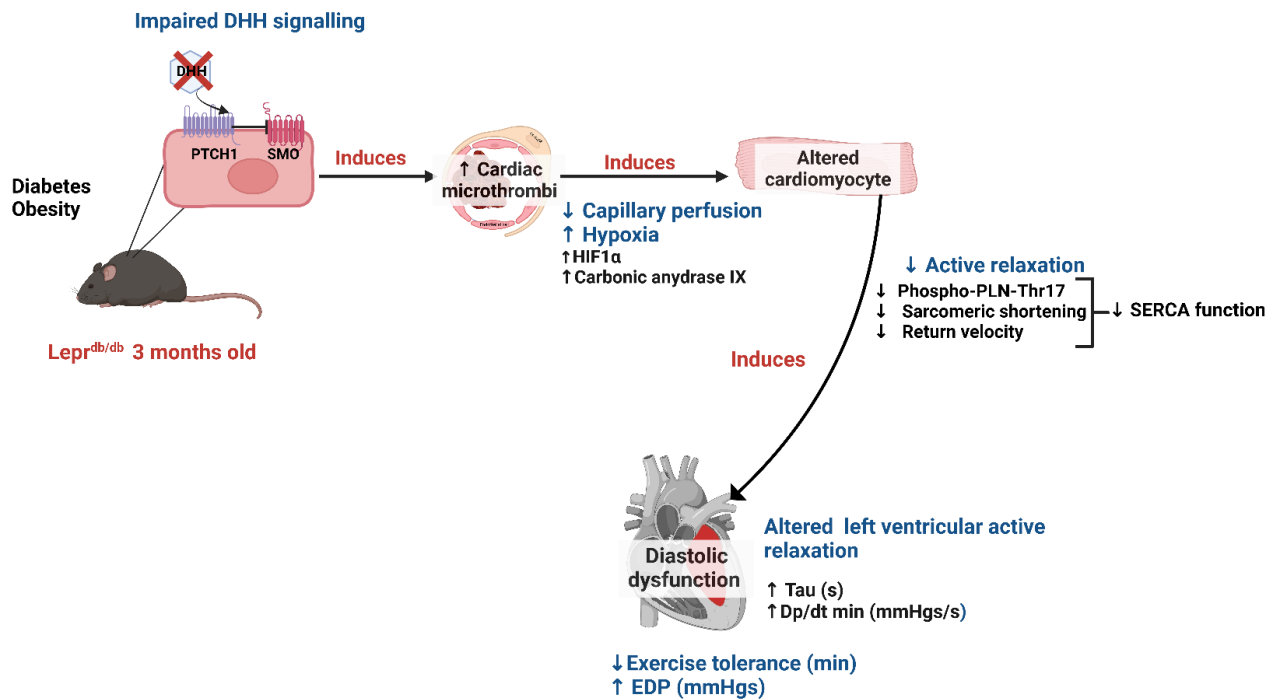 Impaired DHH signalling
DHH
PTCH1
SMO
Diabetes
Obesity
Lepr^db/db 3 months old
Induces
↑ Cardiac
microthrombi
Induces
↓ Capillary perfusion
↑ Hypoxia
↑HIF1α
↑Carbonic anydrase IX
Altered
cardiomyocyte
↓ Active relaxation
↓ Phospho-PLN-Thr17
↓ Sarcomeric shortening
↓ Return velocity
↓ SERCA function
Induces
Diastolic
dysfunction
Altered left ventricular active
relaxation
↑ Tau (s)
↑Dp/dt min (mmHgs/s)
↓Exercise tolerance (min)
↑ EDP (mmHgs)